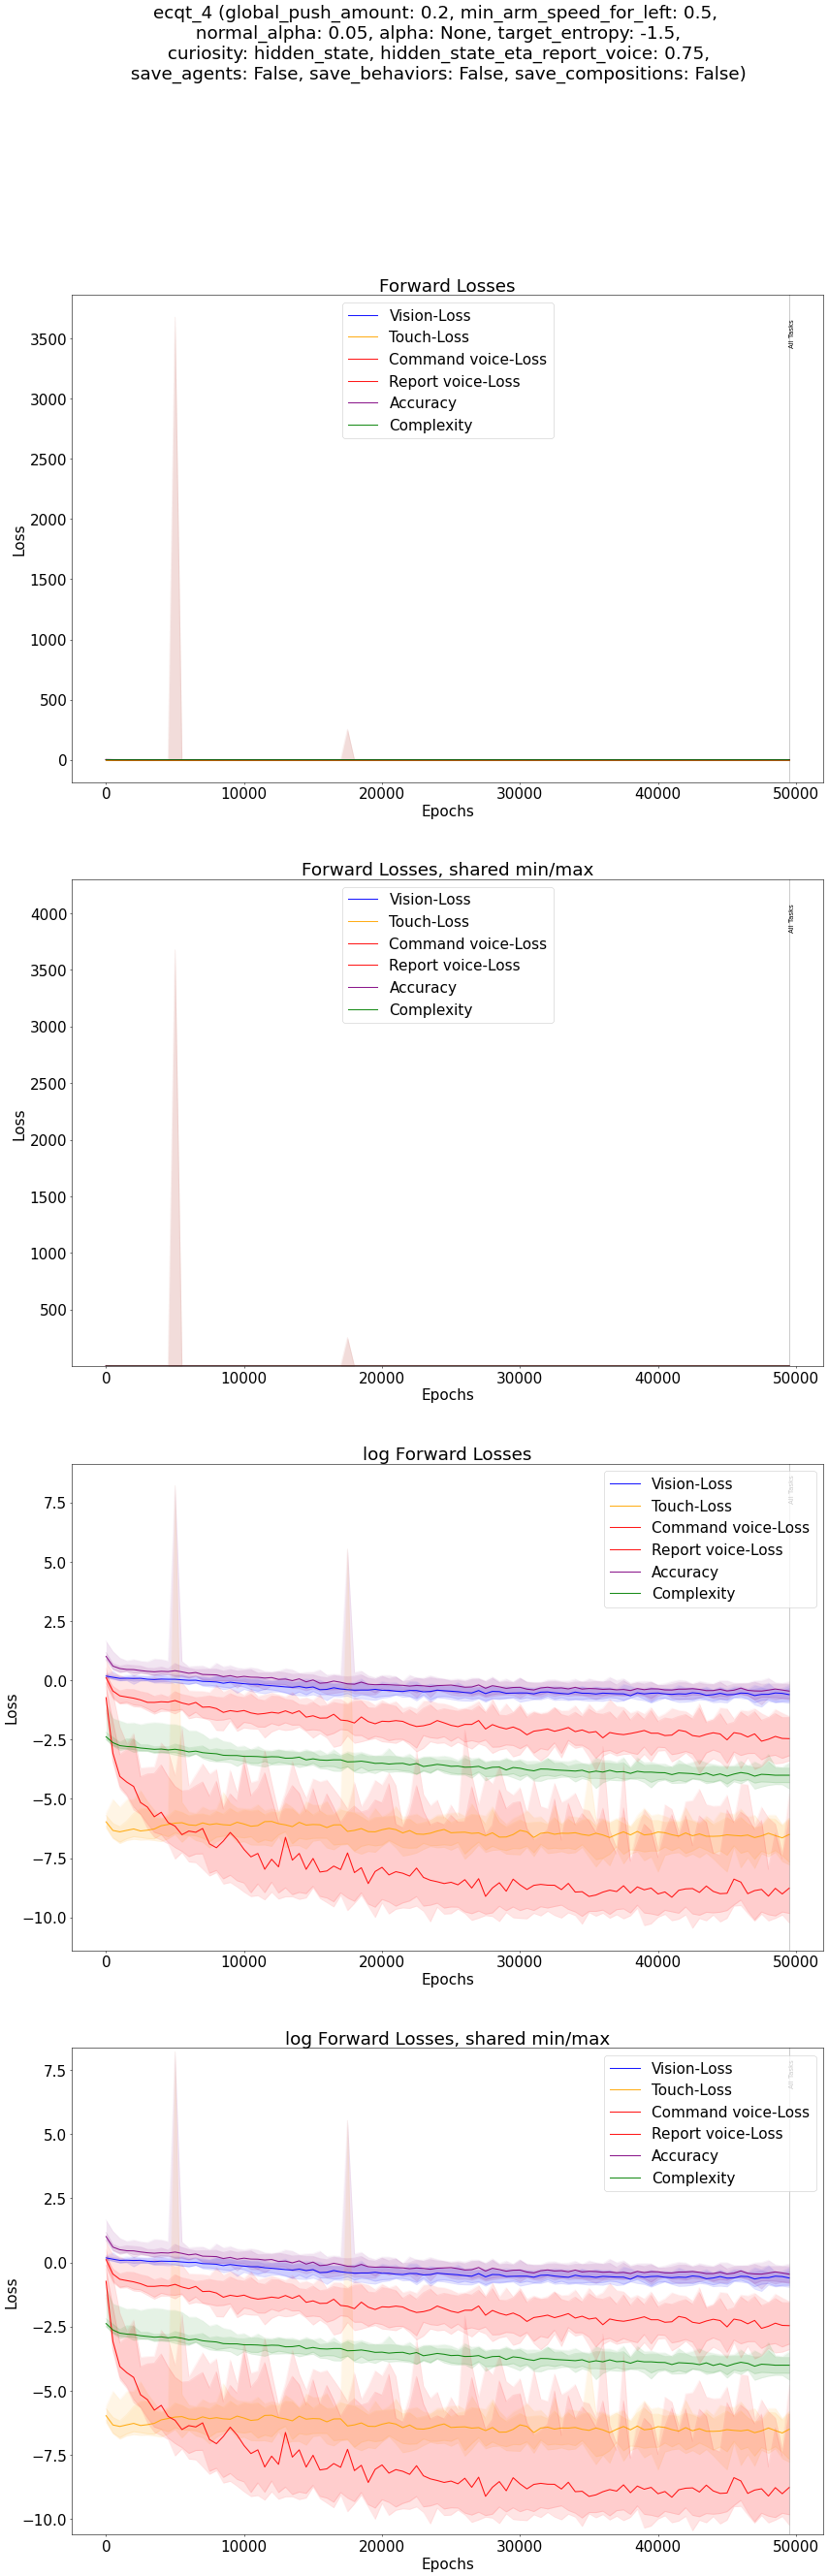 ecqt_4 (global_push_amount: 0.2, min_arm_speed_for_left: 0.5,
normal_alpha: 0.05, alpha: None, target_entropy: -1.5,
curiosity: hidden_state, hidden_state_eta_report_voice: 0.75,
save_agents: False, save_behaviors: False, save_compositions: False)
Forward Losses
Vision-Loss
Touch-Loss
Command voice-Loss
Report voice-Loss
Accuracy
Complexity
All Tasks
3500
3000
2500
2000
1500
1000
500
0
Loss
0 10000 20000 30000 40000 50000
Epochs
Forward Losses, shared min/max
Vision-Loss
Touch-Loss
Command voice-Loss
Report voice-Loss
Accuracy
Complexity
All Tasks
4000
3500
3000
2500
2000
1500
1000
500
Loss
0 10000 20000 30000 40000 50000
Epochs
log Forward Losses
Vision-Loss
Touch-Loss
Command voice-Loss
Report voice-Loss
Accuracy
Complexity
All Tasks
7.5
5.0
2.5
0.0
−2.5
−5.0
−7.5
−10.0
Loss
0 10000 20000 30000 40000 50000
Epochs
log Forward Losses, shared min/max
Vision-Loss
Touch-Loss
Command voice-Loss
Report voice-Loss
Accuracy
Complexity
All Tasks
7.5
5.0
2.5
0.0
−2.5
−5.0
−7.5
−10.0
Loss
0 10000 20000 30000 40000 50000
Epochs